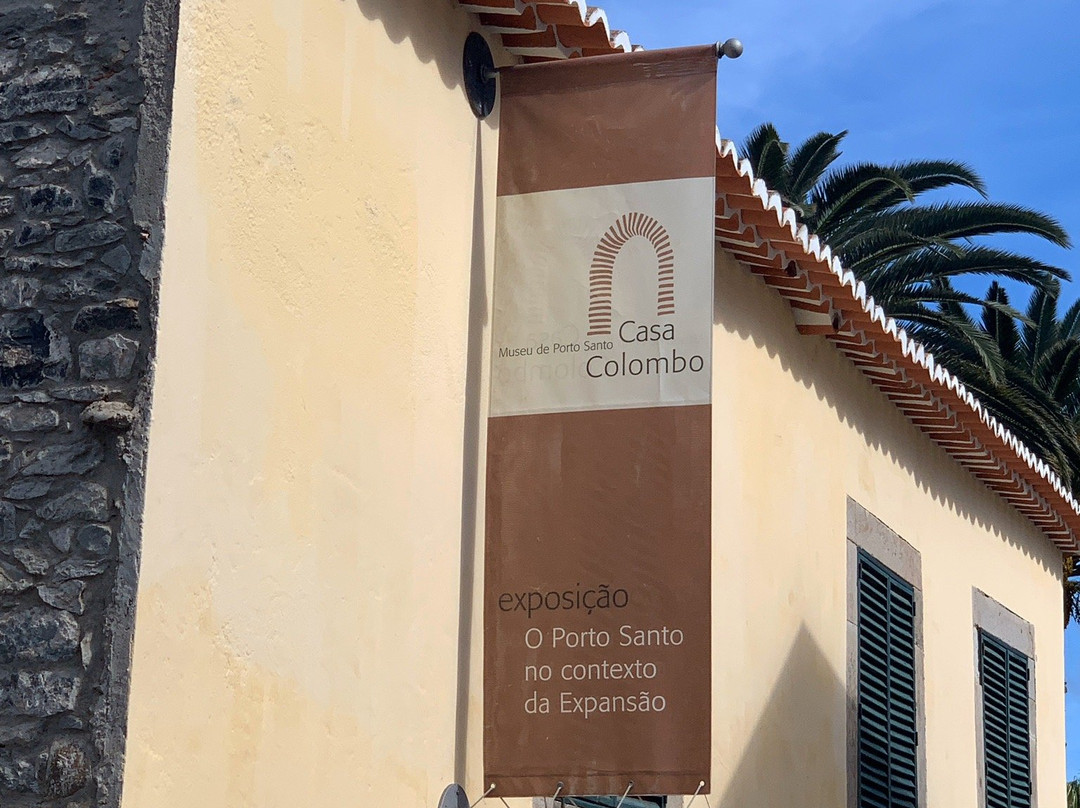 Museu de Porto Santo Casa
Colombo
exposição
O Porto Santo
no contexto
da Expansão